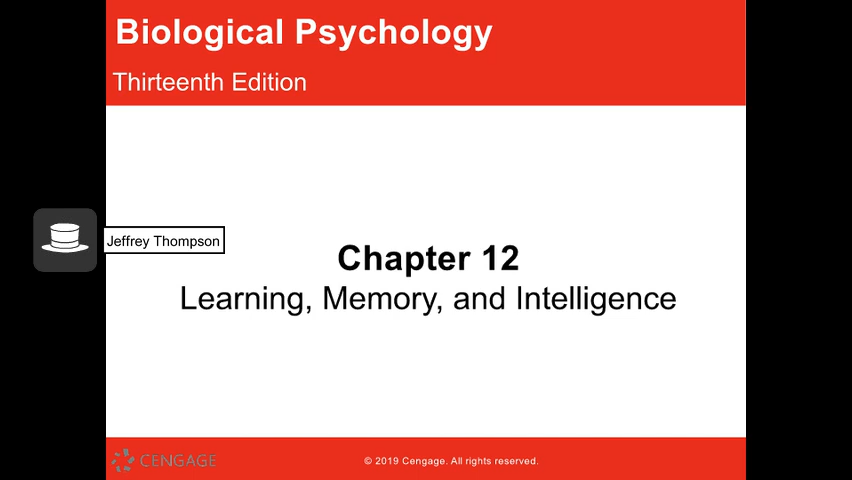 Biological Psychology
Thirteenth Edition
Jeffrey Thompson
Chapter 12
Learning, Memory, and Intelligence
CENGAGE
© 2019 Cengage. All rights reserved.